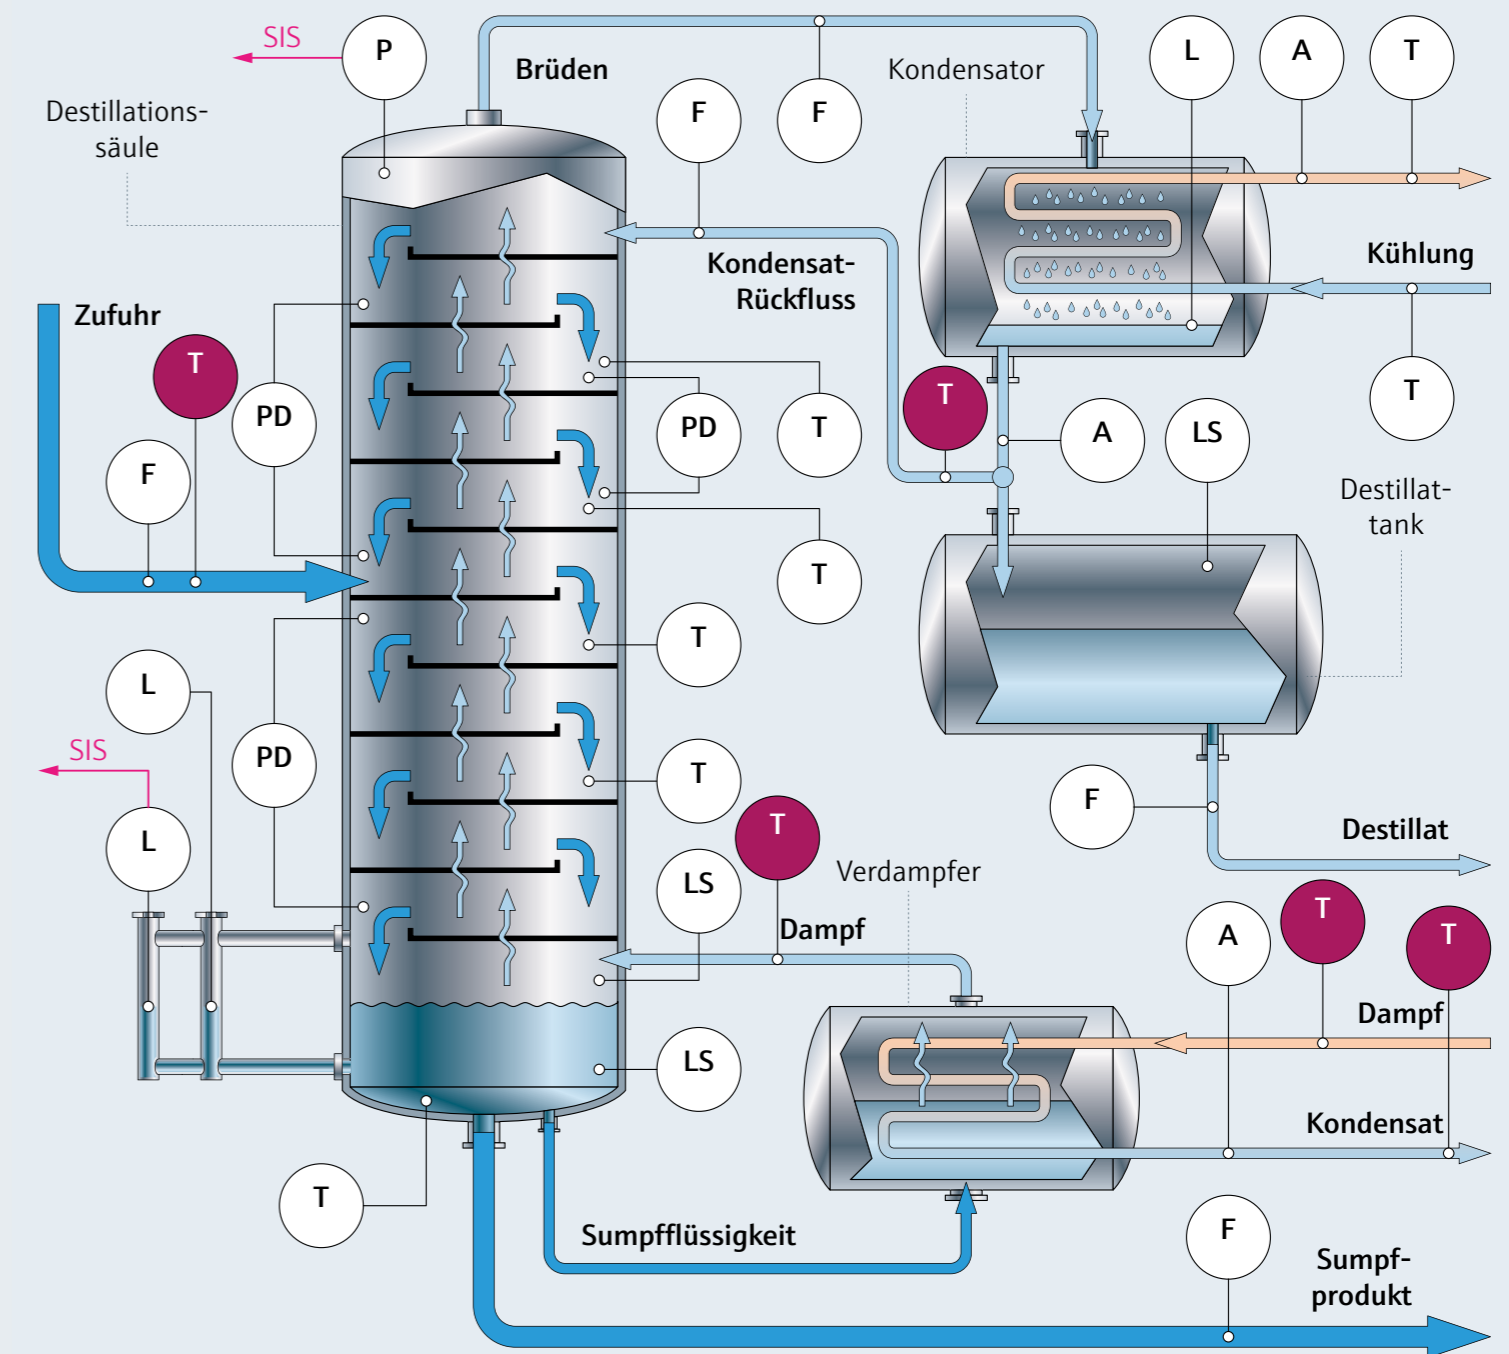 SIS
P
Brüden
F
F
Kondensator
L
A
T
Destillations-
säule
Kondensat-
Rückfluss
Kühlung
T
Zufuhr
T
PD
F
PD
T
T
T
A
LS
Destillat-
tank
T
L
SIS
PD
L
T
F
Destillat
LS
T
Verdampfer
Dampf
A
T
T
Dampf
LS
Kondensat
T
Sumpfflüssigkeit
F
Sumpf-
produkt